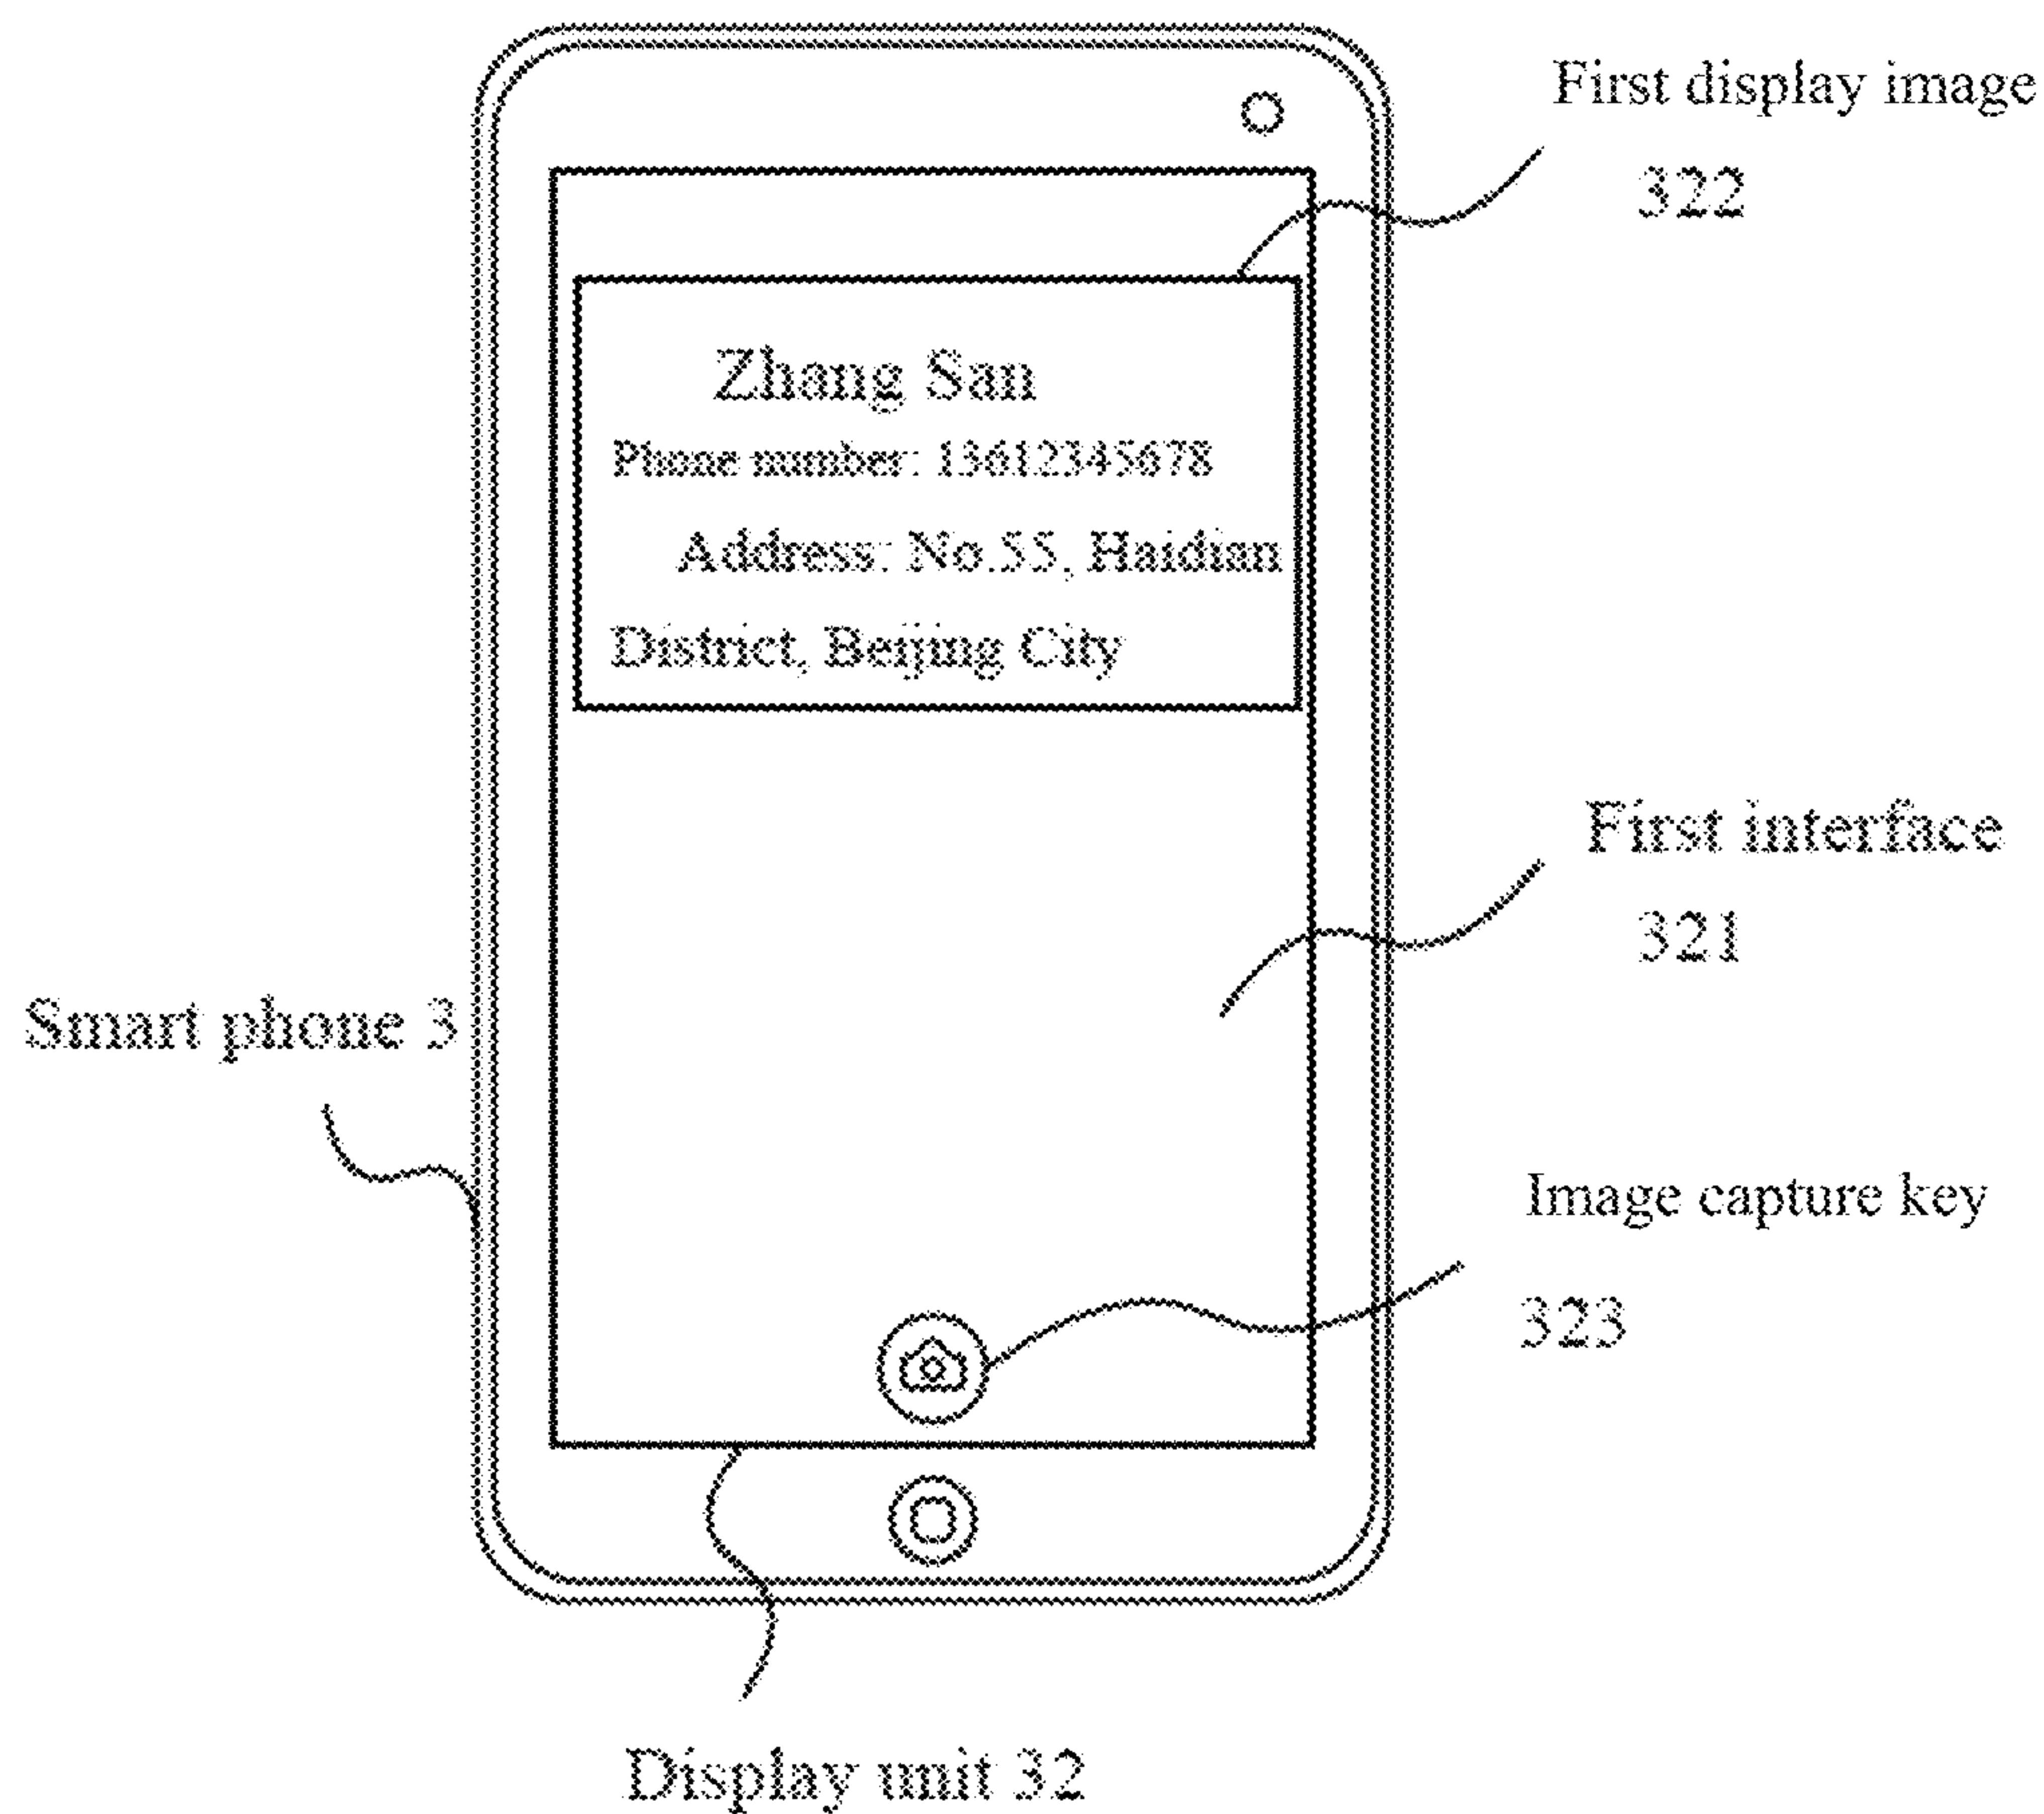 First display image
322
Zhang San
Phone number: 13612345678
Address: No.55, Haidian
District, Beijing City
First interface
321
Smart phone 3
Image capture key
323
Display unit 32